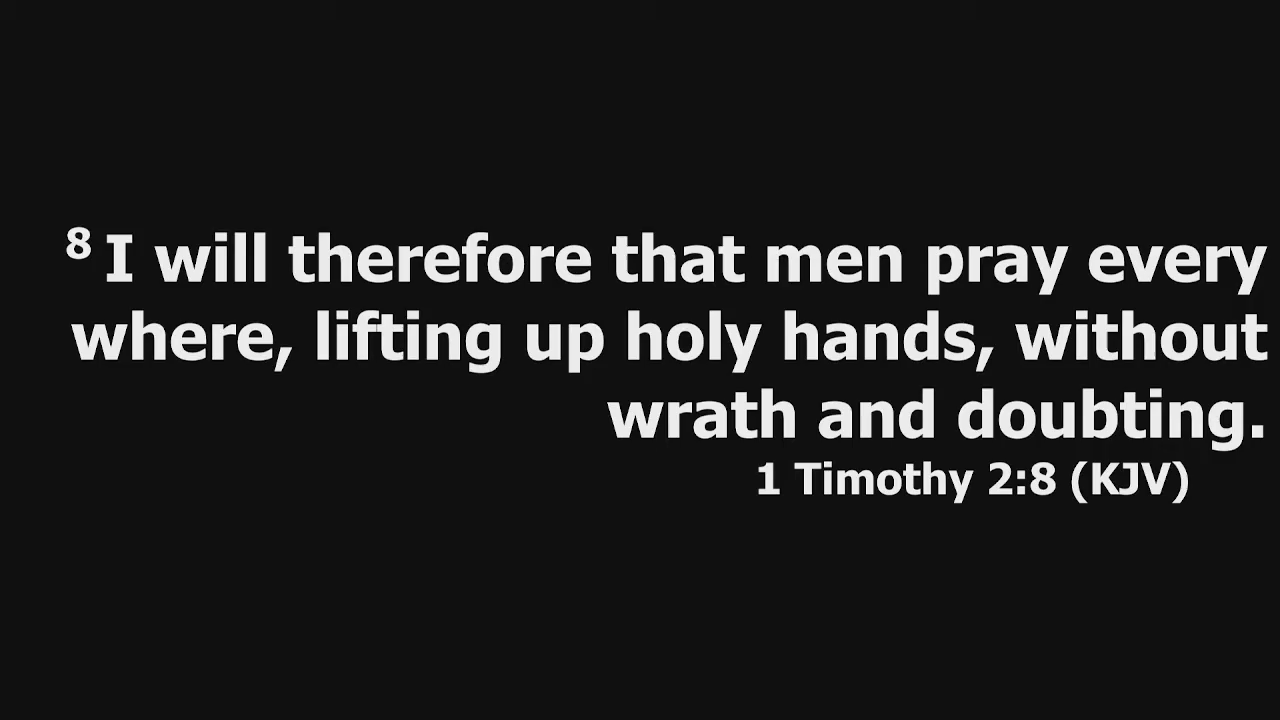 8 I will therefore that men pray every
where, lifting up holy hands, without
wrath and doubting.
1 Timothy 2:8 (KJV)